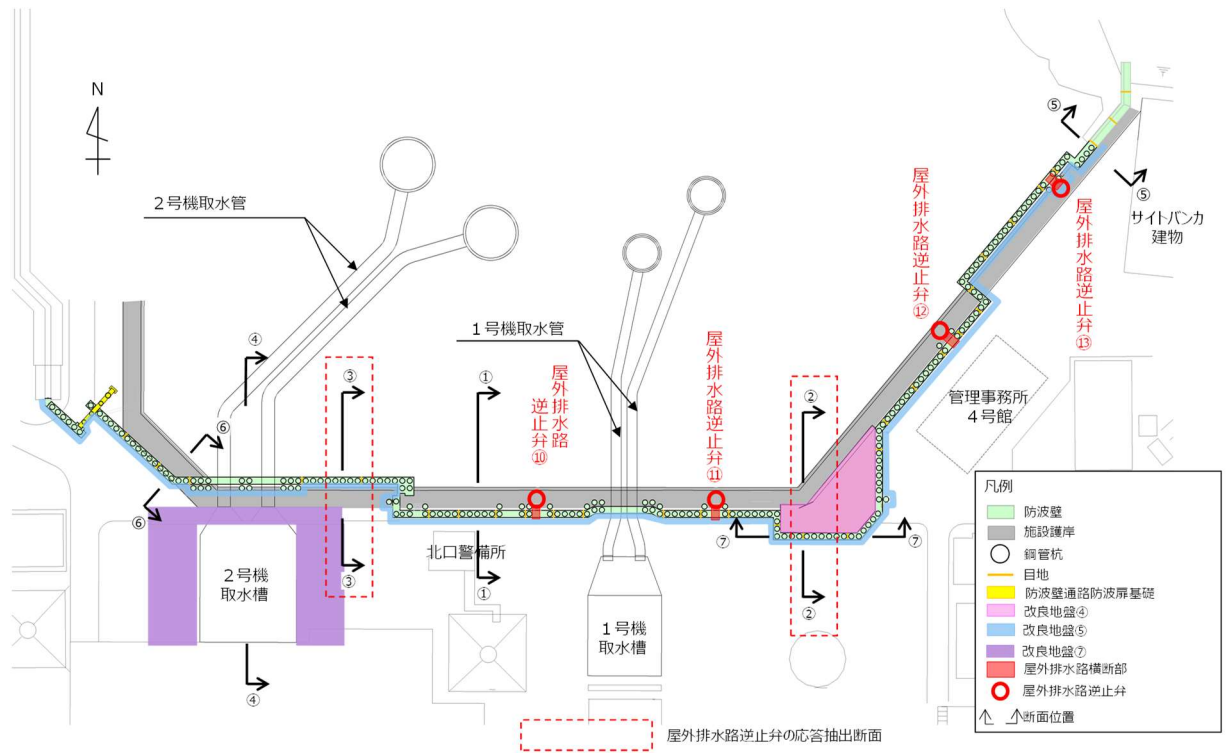 N
2号機取水管
1号機取水管
屋外排水路
逆止弁⑩
屋外排水路逆止弁⑪
屋外排水路逆止弁⑫
屋外排水路逆止弁⑬
サイトバンカ
建物
管理事務所
4号館
北口警備所
2号機
取水槽
1号機
取水槽
①
①
②
②
③
③
④
④
⑤
⑤
⑥
⑥
⑦
⑦
凡例
防波壁
施設護岸
鋼管杭
目地
防波壁通路防波扉基礎
改良地盤④
改良地盤⑤
改良地盤⑦
屋外排水路横断部
屋外排水路逆止弁
断面位置
屋外排水路逆止弁の応答抽出断面